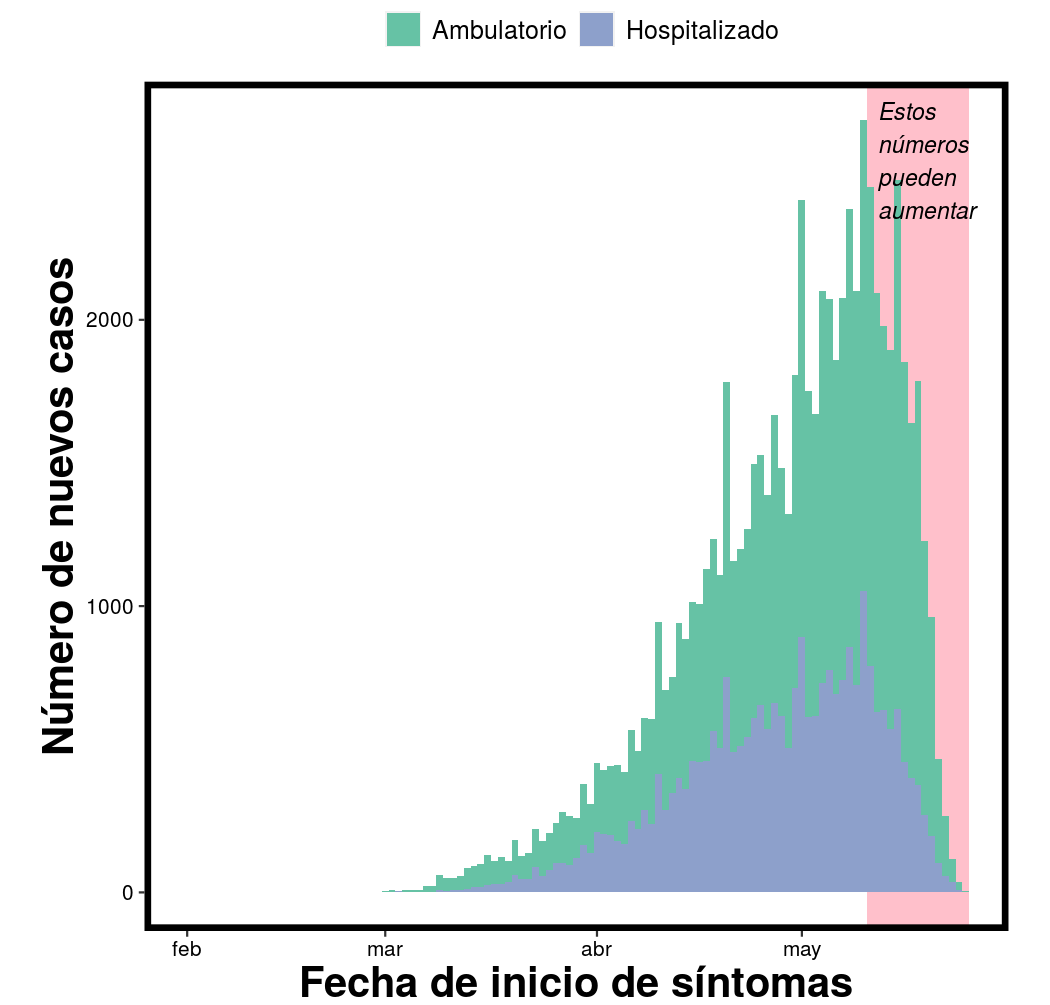 Ambulatorio Hospitalizado
Estos
números
pueden
aumentar
Número de nuevos casos
2000
1000
0
feb mar abr may
Fecha de inicio de síntomas